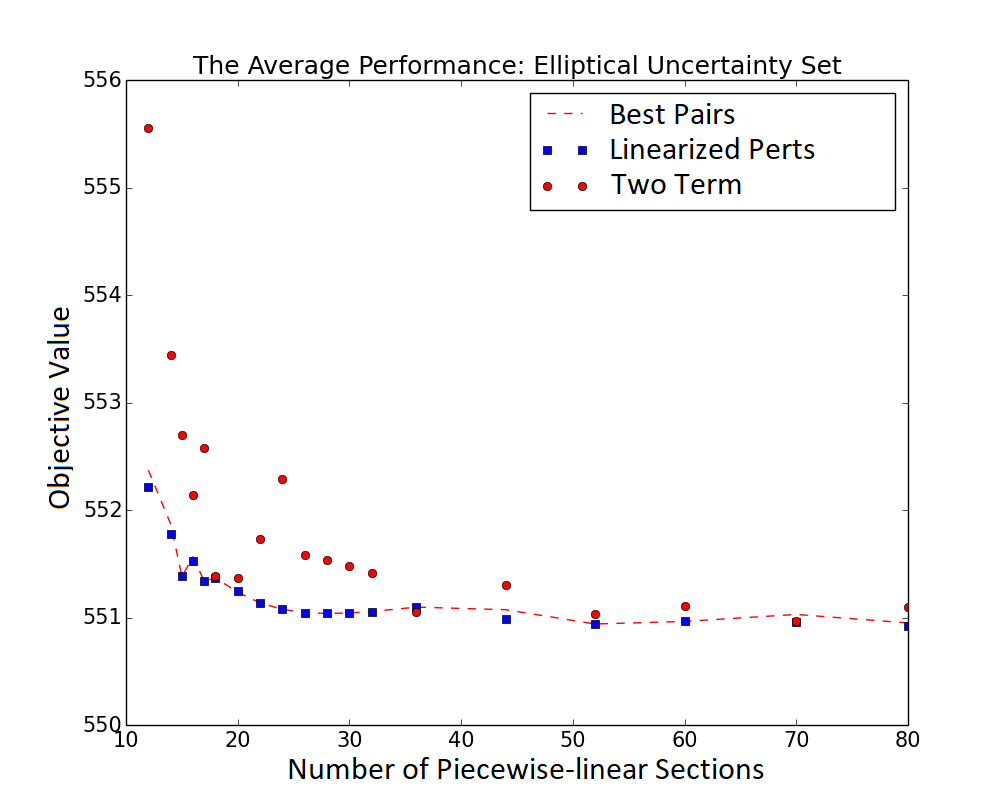 The Average Performance: Elliptical Uncertainty Set
556
Best Pairs
Linearized Perts
Two Term
555
554
553
552
551
550
Objective Value
10 20 30 40 50 60 70 80
Number of Piecewise-linear Sections